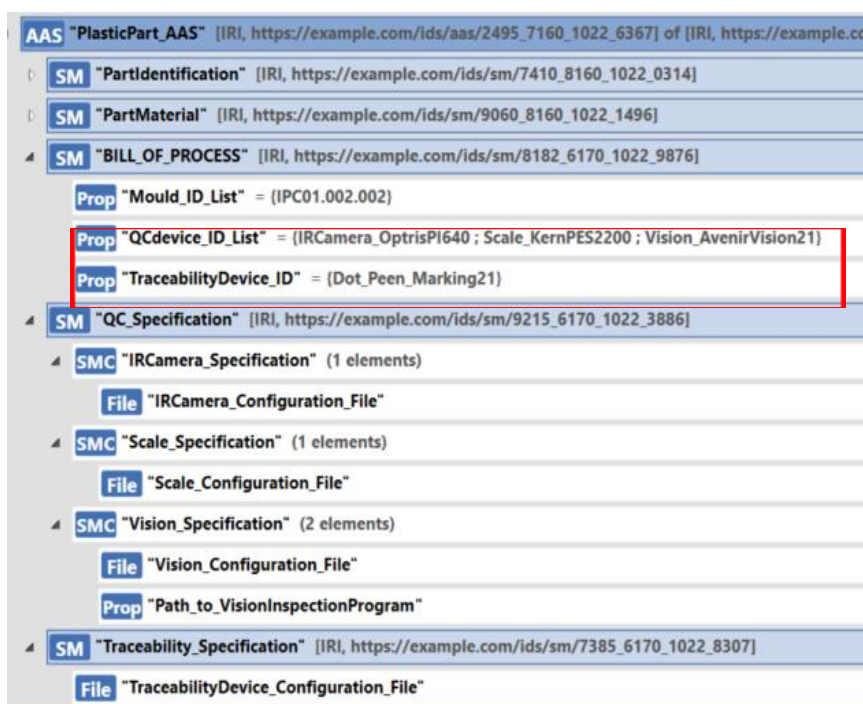 AAS "PlasticPart_AAS" [IRI, https://example.com/ids/aas/2495_7160_1022_6367] of [IRI, https://example.co
SM "PartIdentification" [IRI, https://example.com/ids/sm/7410_8160_1022_0314]
SM "PartMaterial" [IRI, https://example.com/ids/sm/9060_8160_1022_1496]
SM "BILL_OF_PROCESS" [IRI, https://example.com/ids/sm/8182_6170_1022_9876]
Prop "Mould_ID_List" = {IPC01.002.002}
Prop "QCdevice_ID_List" = {IRCamera_OptrisPI640 ; Scale_KernPES2200 ; Vision_AvenirVision21}
Prop "TraceabilityDevice_ID" = {Dot_Peen_Marking21}
SM "QC_Specification" [IRI, https://example.com/ids/sm/9215_6170_1022_3886]
SMC "IRCamera_Specification" (1 elements)
File "IRCamera_Configuration_File"
SMC "Scale_Specification" (1 elements)
File "Scale_Configuration_File"
SMC "Vision_Specification" (2 elements)
File "Vision_Configuration_File"
Prop "Path_to_VisionInspectionProgram"
SM "Traceability_Specification" [IRI, https://example.com/ids/sm/7385_6170_1022_8307]
File "TraceabilityDevice_Configuration_File"